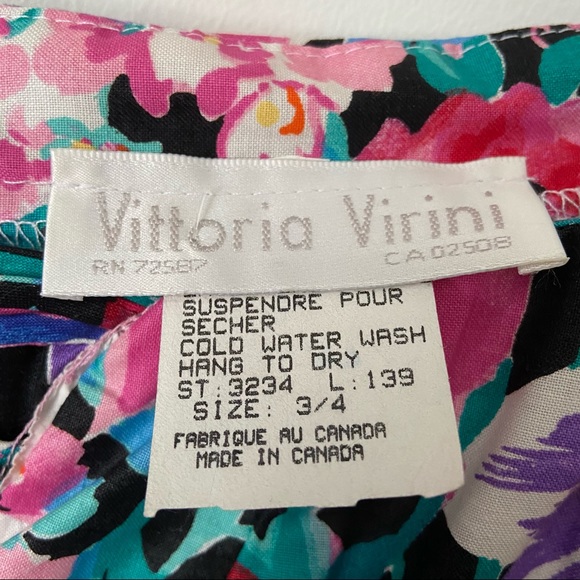 Vittoria Virini
RN 72587 CA 02508
SUSPENDRE POUR
SECHER
COLD WATER WASH
HANG TO DRY
ST: 3234 L: 139
SIZE: 3/4
FABRIQUE AU CANADA
MADE IN CANADA